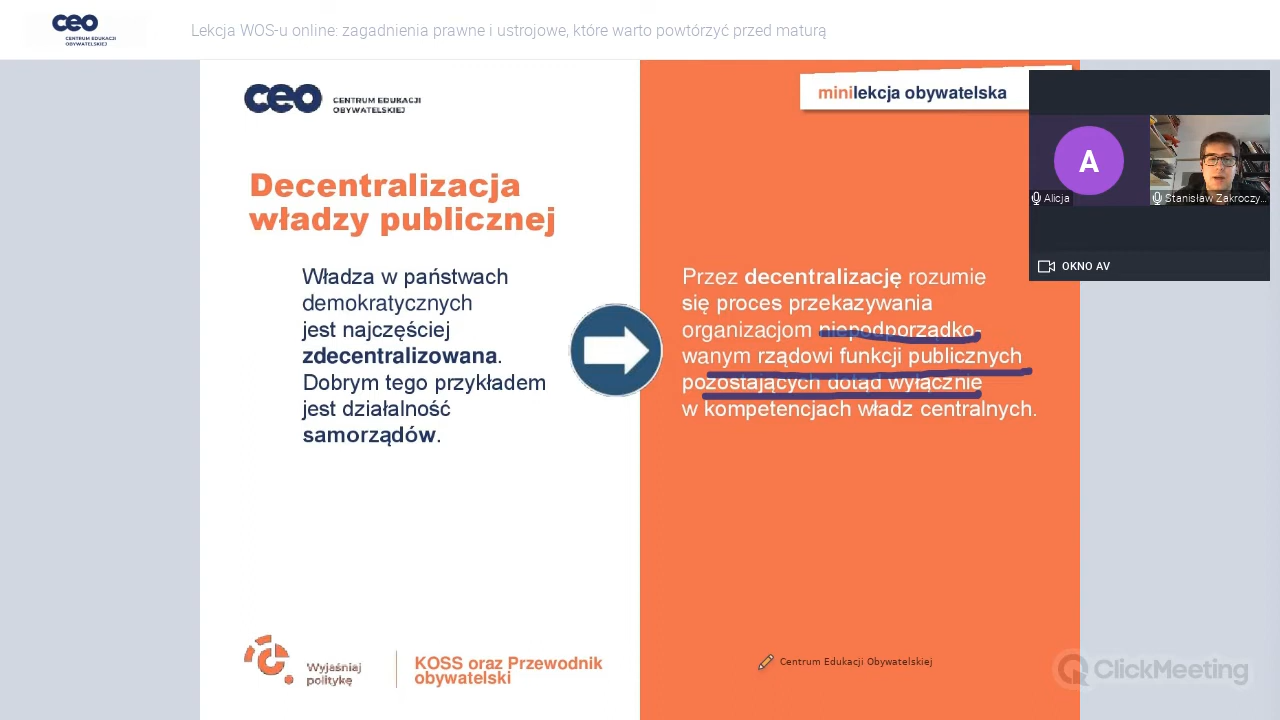 ceo
CENTRUM EDUKACJI
OBYWATELSKIEJ
Lekcja WOS-u online: zagadnienia prawne i ustrojowe, które warto powtórzyć przed maturą
ceo
CENTRUM EDUKACJI
OBYWATELSKIEJ
minilekcja obywatelska
A
Alicja
Stanisław Zakroczy...
OKNO AV
Decentralizacja
władzy publicznej
Władza w państwach
demokratycznych
jest najczęściej
zdecentralizowana.
Dobrym tego przykładem
jest działalność
samorządów.
Przez decentralizację rozumie
się proces przekazywania
organizacjom niepodporządko-
wanym rządowi funkcji publicznych
pozostających dotąd wyłącznie
w kompetencjach władz centralnych.
Wyjaśniaj
politykę
KOSS oraz Przewodnik
obywatelski
Centrum Edukacji Obywatelskiej
ClickMeeting